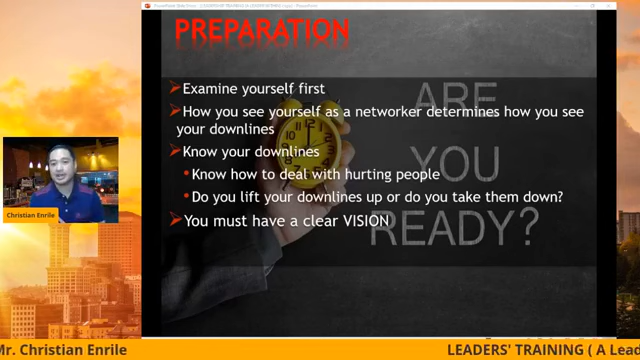 PREPARATION
Examine yourself first
How you see yourself as a networker determines how you see
your downlines
Know your downlines
Know how to deal with hurting people
Do you lift your downlines up or do you take them down?
You must have a clear VISION
ARE
YOU
READY?
Christian Enrile
Mr. Christian Enrile
LEADERS' TRAINING ( A Lead